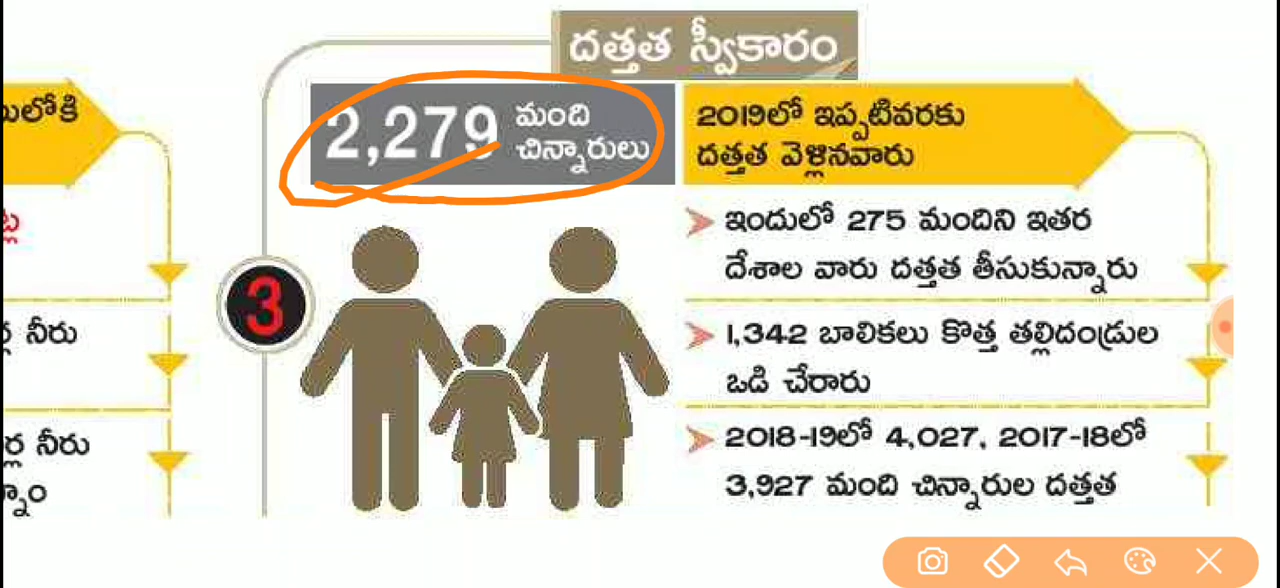 దత్తత స్వీకారం
2,279 మంది
చిన్నారులు
2019లో ఇప్పటివరకు
దత్తత వెళ్లినవారు
ఇందులో 275 మందిని ఇతర
దేశాల వారు దత్తత తీసుకున్నారు
3
1,342 బాలికలు కొత్త తల్లిదండ్రుల
ఒడి చేరారు
2018-19లో 4,027, 2017-18లో
3,927 మంది చిన్నారుల దత్తత
నీరు
నీరు